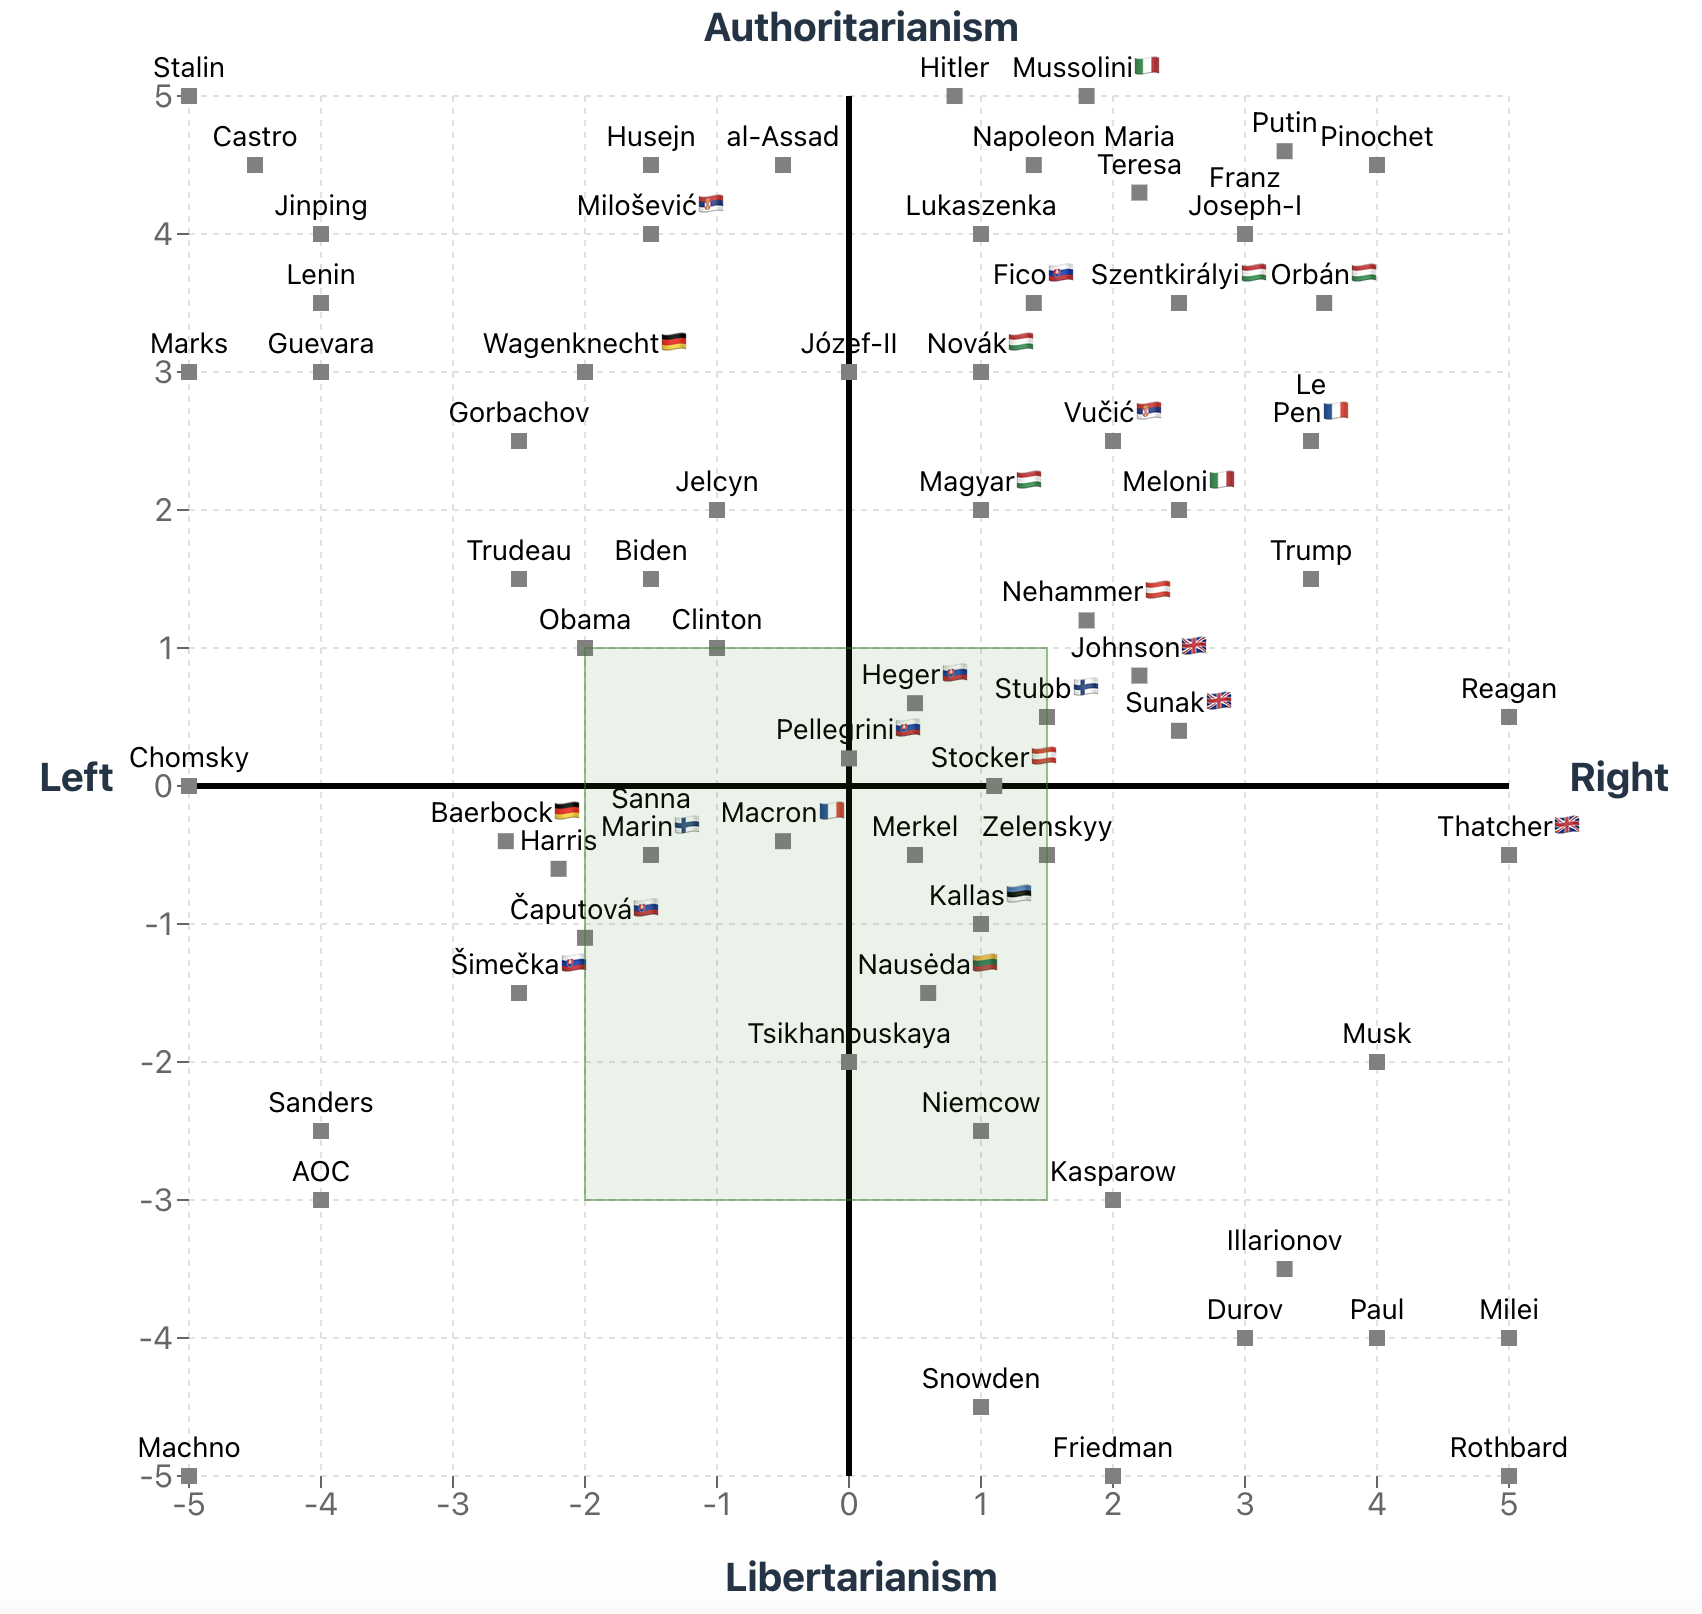 Authoritarianism
Stalin
Hitler
Mussolini🇮🇹
5
Castro
Husejn
al-Assad
Napoleon
Maria
Teresa
Putin
Pinochet
Jinping
Milošević🇷🇸
Lukaszenka
Franz
Joseph-I
4
Lenin
Fico🇸🇰
Szentkirályi🇭🇺
Orbán🇭🇺
Marks
Guevara
Wagenknecht🇩🇪
Józef-II
Novák🇭🇺
3
Gorbachov
Vučić🇷🇸
Le
Pen🇫🇷
Jelcyn
Magyar🇭🇺
Meloni🇮🇹
2
Trudeau
Biden
Trump
Nehammer🇦🇹
Obama
Clinton
1
Johnson🇬🇧
Heger🇸🇰
Stubb🇫🇮
Sunak🇬🇧
Reagan
Pellegrini🇸🇰
Chomsky
Stocker🇦🇹
Left
0
Right
Baerbock🇩🇪
Harris
Sanna
Marin🇫🇮
Macron🇫🇷
Merkel
Zelenskyy
Thatcher🇬🇧
Čaputová🇸🇰
Kallas🇪🇪
-1
Šimečka🇸🇰
Nausėda🇱🇹
Tsikhanouskaya
Musk
-2
Sanders
Niemcow
AOC
Kasparow
-3
Illarionov
Durov
Paul
Milei
-4
Snowden
Machno
Friedman
Rothbard
-5
-5 -4 -3 -2 -1 0 1 2 3 4 5
Libertarianism